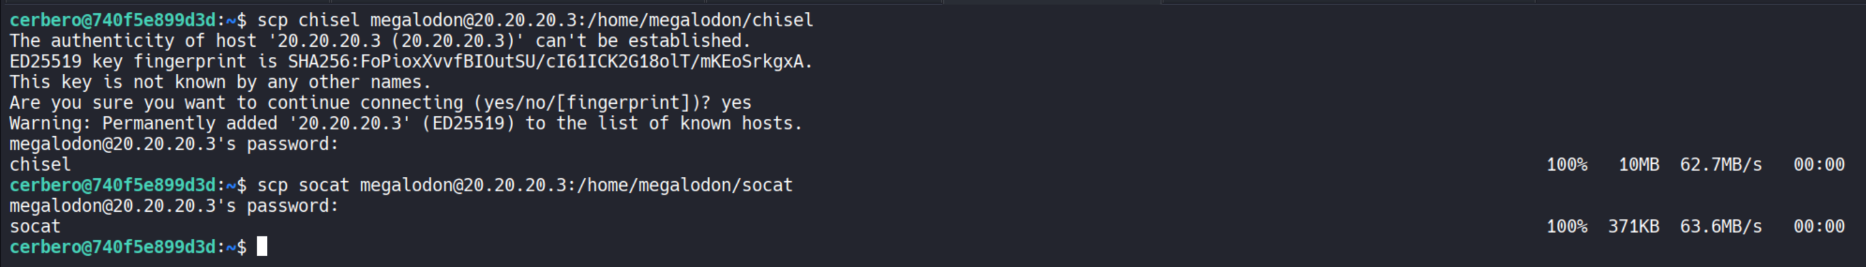 cerbero@740f5e899d3d:~$ scp chisel megalodon@20.20.20.3:/home/megalodon/chisel
The authenticity of host '20.20.20.3 (20.20.20.3)' can't be established.
ED25519 key fingerprint is SHA256:FoPioxXvvfBIOutSU/cI61ICK2G18olT/mKEoSrkgxA.
This key is not known by any other names.
Are you sure you want to continue connecting (yes/no/[fingerprint])? yes
Warning: Permanently added '20.20.20.3' (ED25519) to the list of known hosts.
megalodon@20.20.20.3's password:
chisel 100% 10MB 62.7MB/s 00:00
cerbero@740f5e899d3d:~$ scp socat megalodon@20.20.20.3:/home/megalodon/socat
megalodon@20.20.20.3's password:
socat 100% 371KB 63.6MB/s 00:00
cerbero@740f5e899d3d:~$